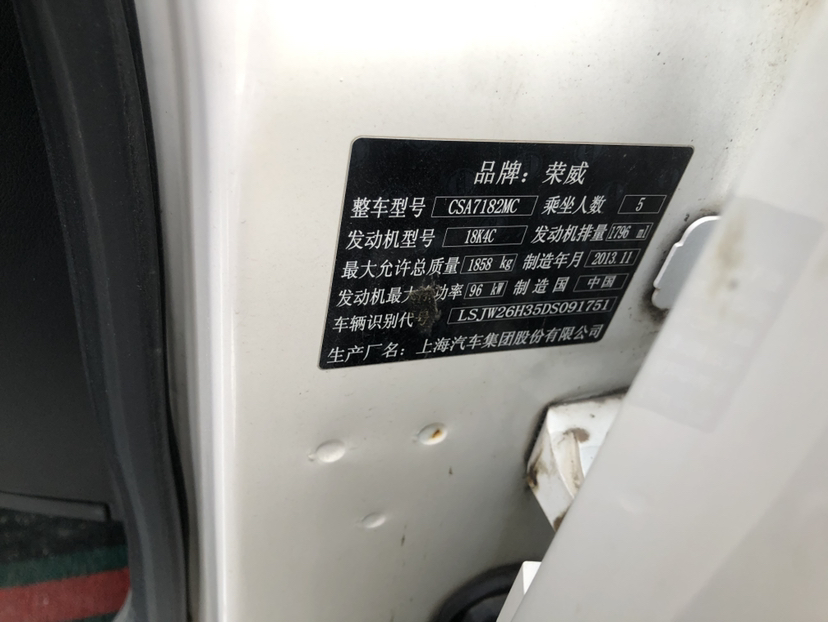 品牌：荣威
整车型号 CSA7182MC 乘坐人数 5
发动机型号 18K4C 发动机排量 1796 ml
最大允许总质量 1858 kg 制造年月 2013.11
发动机最大 功率 96 kW 制造国 中国
车辆识别代号 LSJW26H35DS091751
生产厂名：上海汽车集团股份有限公司